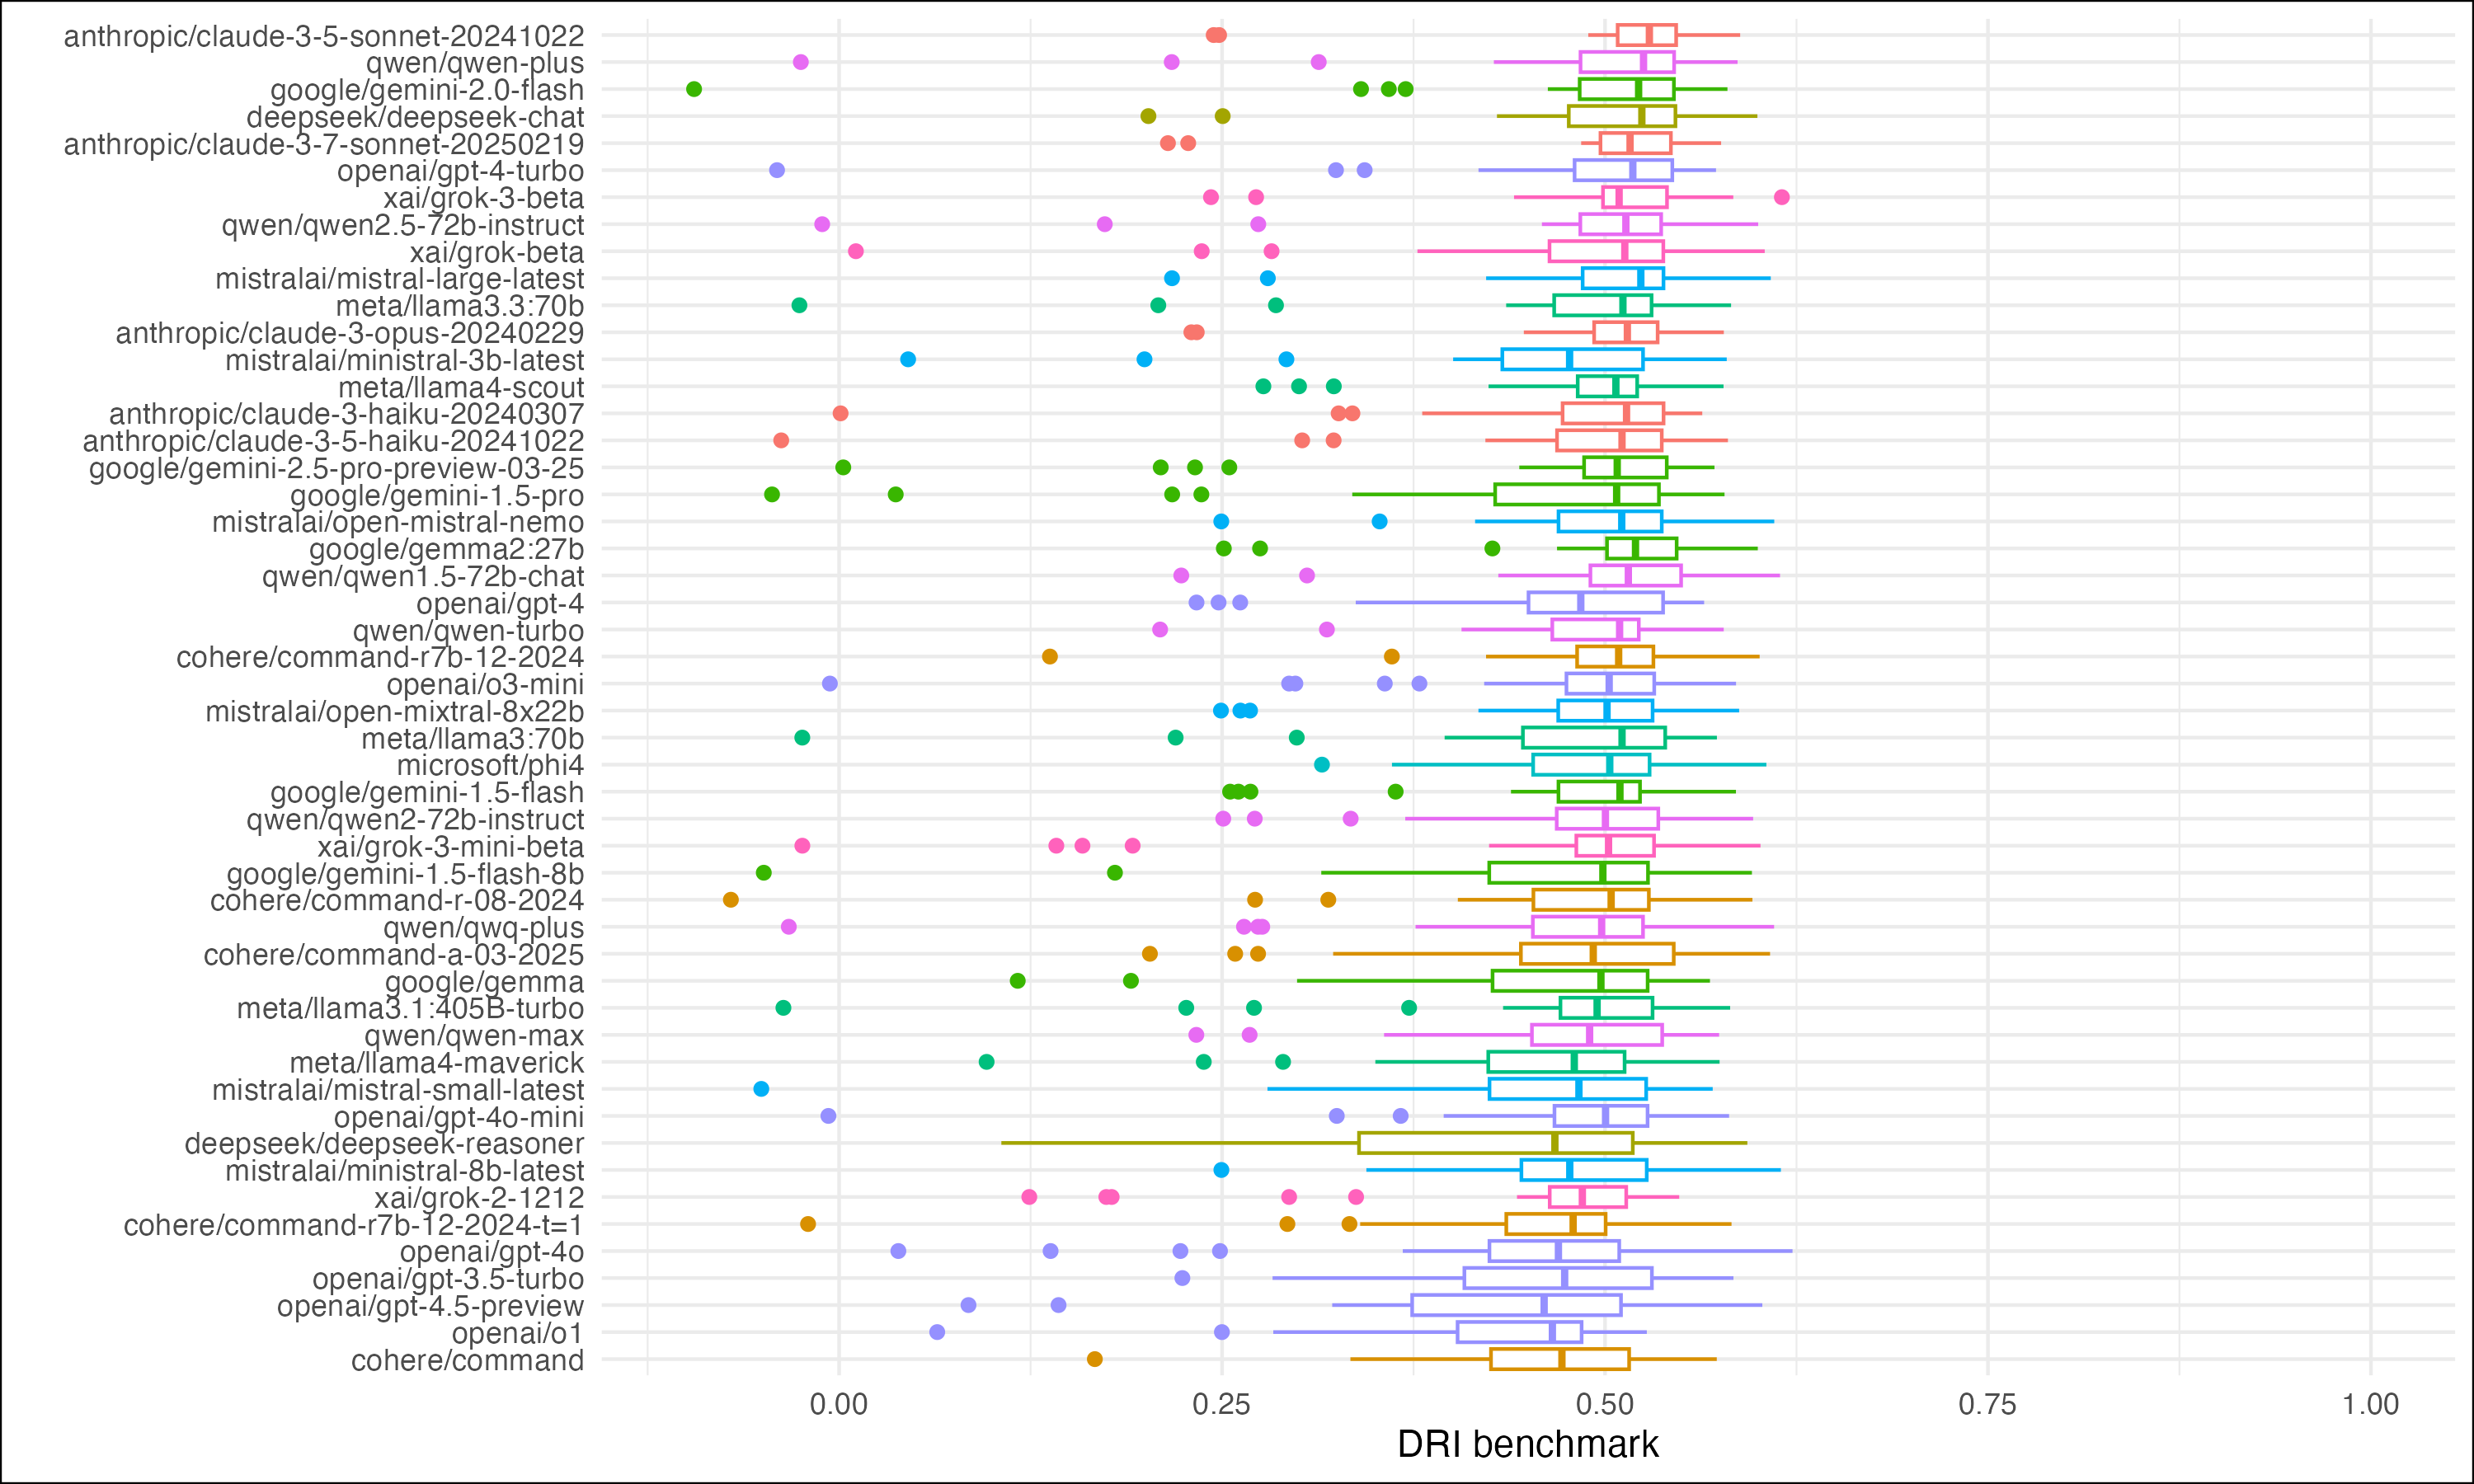 anthropic/claude-3-5-sonnet-20241022
qwen/qwen-plus
google/gemini-2.0-flash
deepseek/deepseek-chat
anthropic/claude-3-7-sonnet-20250219
openai/gpt-4-turbo
xai/grok-3-beta
qwen/qwen2.5-72b-instruct
xai/grok-beta
mistralai/mistral-large-latest
meta/llama3.3:70b
anthropic/claude-3-opus-20240229
mistralai/ministral-3b-latest
meta/llama4-scout
anthropic/claude-3-haiku-20240307
anthropic/claude-3-5-haiku-20241022
google/gemini-2.5-pro-preview-03-25
google/gemini-1.5-pro
mistralai/open-mistral-nemo
google/gemma2:27b
qwen/qwen1.5-72b-chat
openai/gpt-4
qwen/qwen-turbo
cohere/command-r7b-12-2024
openai/o3-mini
mistralai/open-mixtral-8x22b
meta/llama3:70b
microsoft/phi4
google/gemini-1.5-flash
qwen/qwen2-72b-instruct
xai/grok-3-mini-beta
google/gemini-1.5-flash-8b
cohere/command-r-08-2024
qwen/qwq-plus
cohere/command-a-03-2025
google/gemma
meta/llama3.1:405B-turbo
qwen/qwen-max
meta/llama4-maverick
mistralai/mistral-small-latest
openai/gpt-4o-mini
deepseek/deepseek-reasoner
mistralai/ministral-8b-latest
xai/grok-2-1212
cohere/command-r7b-12-2024-t=1
openai/gpt-4o
openai/gpt-3.5-turbo
openai/gpt-4.5-preview
openai/o1
cohere/command
0.00 0.25 0.50 0.75 1.00
DRI benchmark